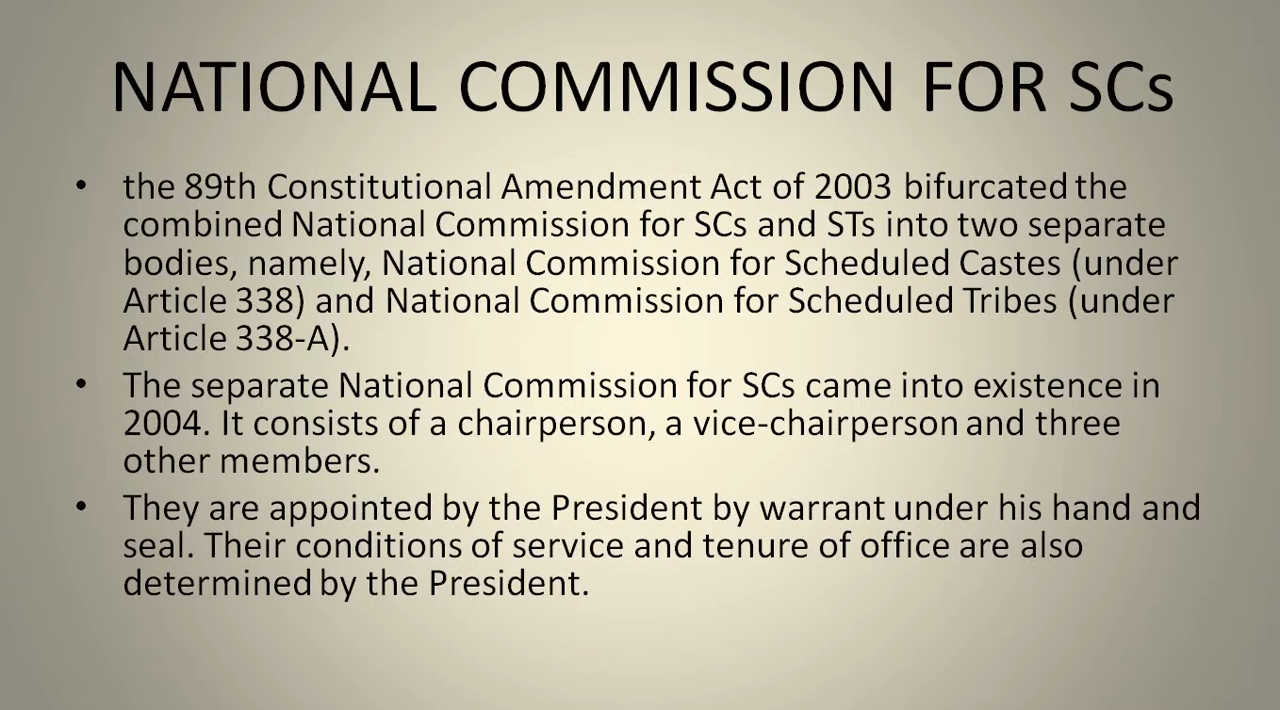 NATIONAL COMMISSION FOR SCs
• the 89th Constitutional Amendment Act of 2003 bifurcated the
combined National Commission for SCs and STs into two separate
bodies, namely, National Commission for Scheduled Castes (under
Article 338) and National Commission for Scheduled Tribes (under
Article 338-A).
• The separate National Commission for SCs came into existence in
2004. It consists of a chairperson, a vice-chairperson and three
other members.
• They are appointed by the President by warrant under his hand and
seal. Their conditions of service and tenure of office are also
determined by the President.